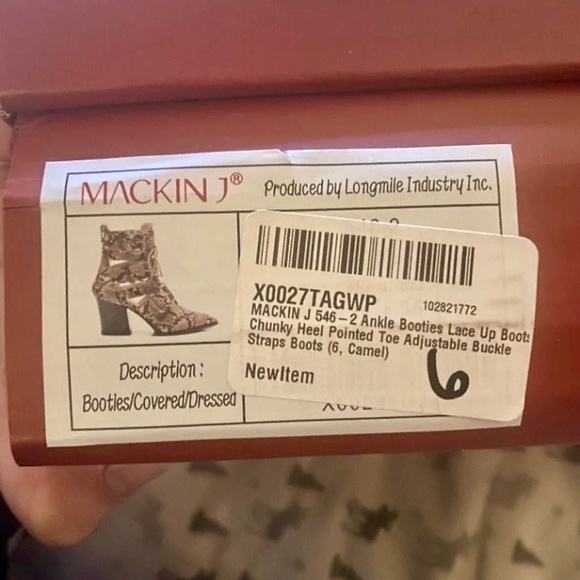 MACKIN J® Produced by Longmile Industry Inc.
X0027TAGWP 102821772
MACKIN J 546-2 Ankle Booties Lace Up Boot
Chunky Heel Pointed Toe Adjustable Buckle
Straps Boots (6, Camel)
NewItem 6
Description:
Booties/Covered/Dressed